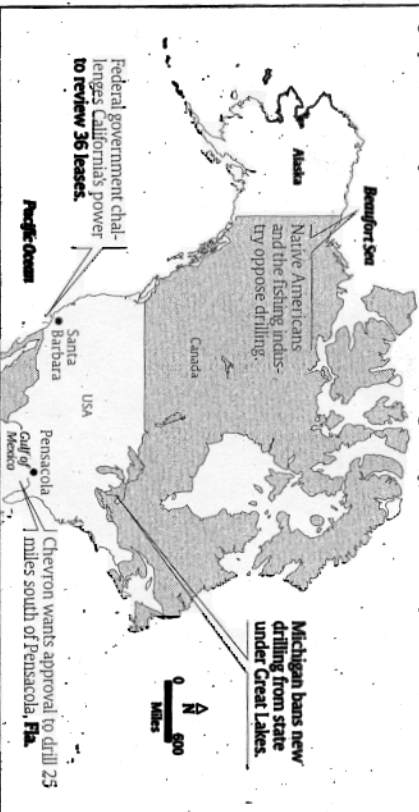 Beaufort Sea
Alaska
Native Americans
and the fishing indus-
try oppose drilling.
Federal government chal-
lenges California's power
to review 36 leases.
Pacific Ocean
Canada
USA
Santa
Barbara
Pensacola
Gulf of
Mexico
Michigan bans new
drilling from state
under Great Lakes.
N
0 600
Miles
Chevron wants approval to drill 25
miles south of Pensacola, Fla.